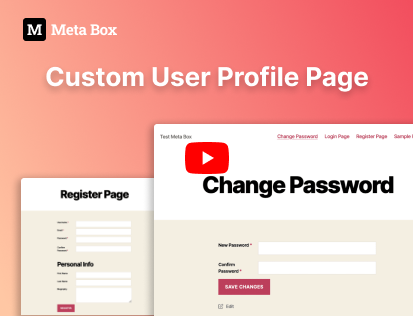 M Meta Box
Custom User Profile Page
Test Meta Box
Change Password Login Page Register Page Sample
Change Password
New Password *
Confirm
Password *
SAVE CHANGES
Edit
Register Page
Personal Info